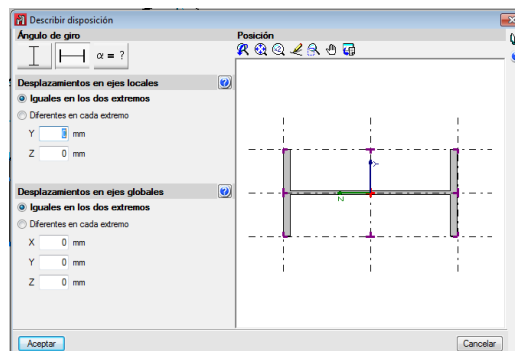 Describir disposición
Ángulo de giro
α = ?
Desplazamientos en ejes locales
Iguales en los dos extremos
Diferentes en cada extremo
Y 0 mm
Z 0 mm
Desplazamientos en ejes globales
Iguales en los dos extremos
Diferentes en cada extremo
X 0 mm
Y 0 mm
Z 0 mm
Posición
Y
Z
Aceptar
Cancelar